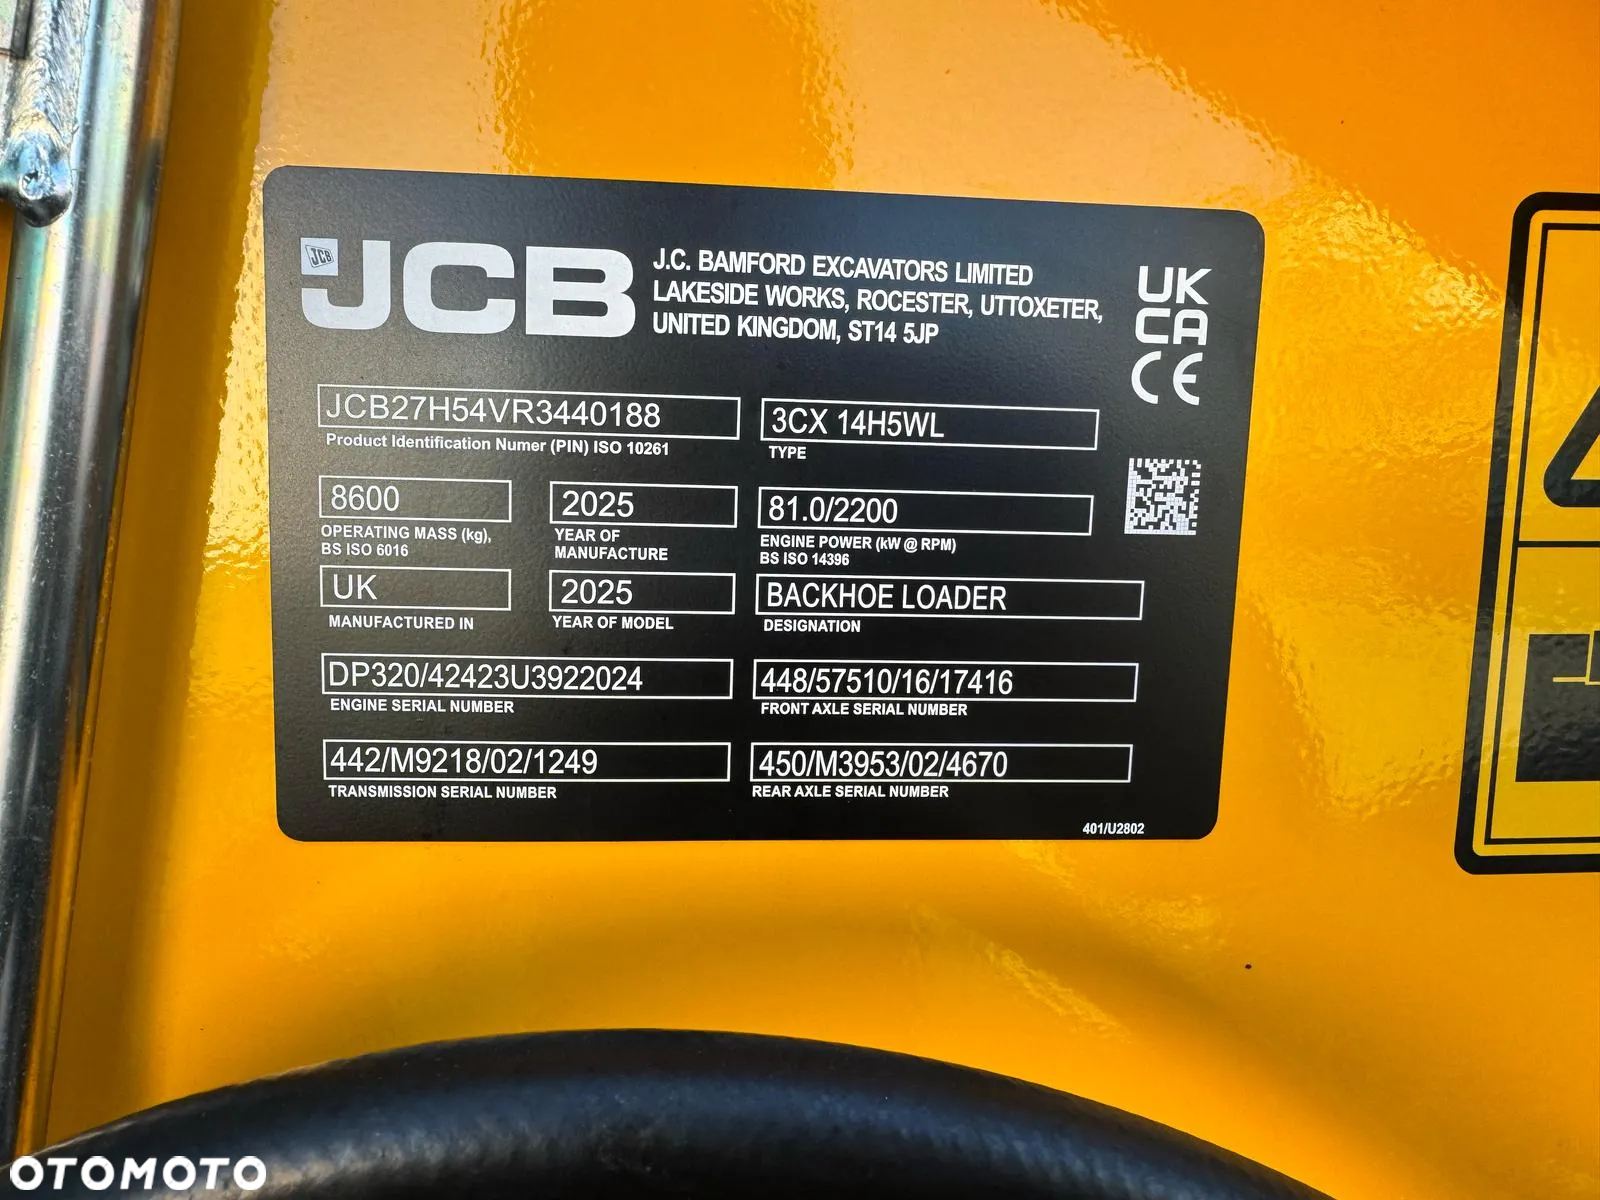 JCB
JCB
J.C. BAMFORD EXCAVATORS LIMITED
LAKESIDE WORKS, ROCESTER, UTTOXETER,
UNITED KINGDOM, ST14 5JP
UK
CA
CE
JCB27H54VR3440188
Product Identification Numer (PIN) ISO 10261
3CX 14H5WL
TYPE
8600
OPERATING MASS (kg),
BS ISO 6016
2025
YEAR OF
MANUFACTURE
81.0/2200
ENGINE POWER (kW @ RPM)
BS ISO 14396
UK
MANUFACTURED IN
2025
YEAR OF MODEL
BACKHOE LOADER
DESIGNATION
DP320/42423U3922024
ENGINE SERIAL NUMBER
448/57510/16/17416
FRONT AXLE SERIAL NUMBER
442/M9218/02/1249
TRANSMISSION SERIAL NUMBER
450/M3953/02/4670
REAR AXLE SERIAL NUMBER
401/U2802
OTOMOTO